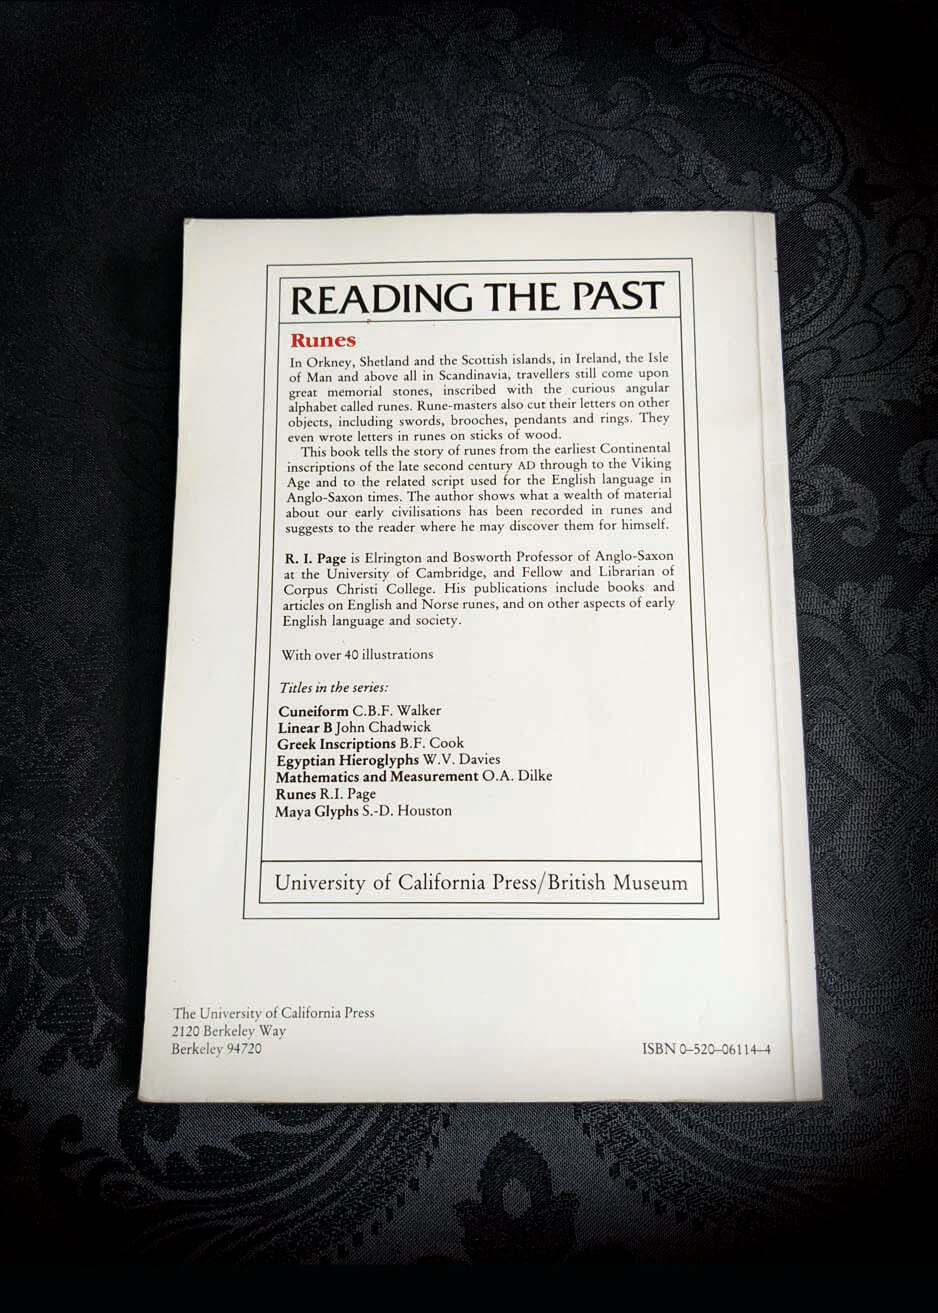 READING THE PAST
Runes
In Orkney, Shetland and the Scottish islands, in Ireland, the Isle
of Man and above all in Scandinavia, travellers still come upon
great memorial stones, inscribed with the curious angular
alphabet called runes. Rune-masters also cut their letters on other
objects, including swords, brooches, pendants and rings. They
even wrote letters in runes on sticks of wood.
This book tells the story of runes from the earliest Continental
inscriptions of the late second century AD through to the Viking
Age and to the related script used for the English language in
Anglo-Saxon times. The author shows what a wealth of material
about our early civilisations has been recorded in runes and
suggests to the reader where he may discover them for himself.
R. I. Page is Elrington and Bosworth Professor of Anglo-Saxon
at the University of Cambridge, and Fellow and Librarian of
Corpus Christi College. His publications include books and
articles on English and Norse runes, and on other aspects of early
English language and society.
With over 40 illustrations
Titles in the series:
Cuneiform C.B.F. Walker
Linear B John Chadwick
Greek Inscriptions B.F. Cook
Egyptian Hieroglyphs W.V. Davies
Mathematics and Measurement O.A. Dilke
Runes R.I. Page
Maya Glyphs S.-D. Houston
University of California Press/British Museum
The University of California Press
2120 Berkeley Way
Berkeley 94720
ISBN 0-520-06114-4